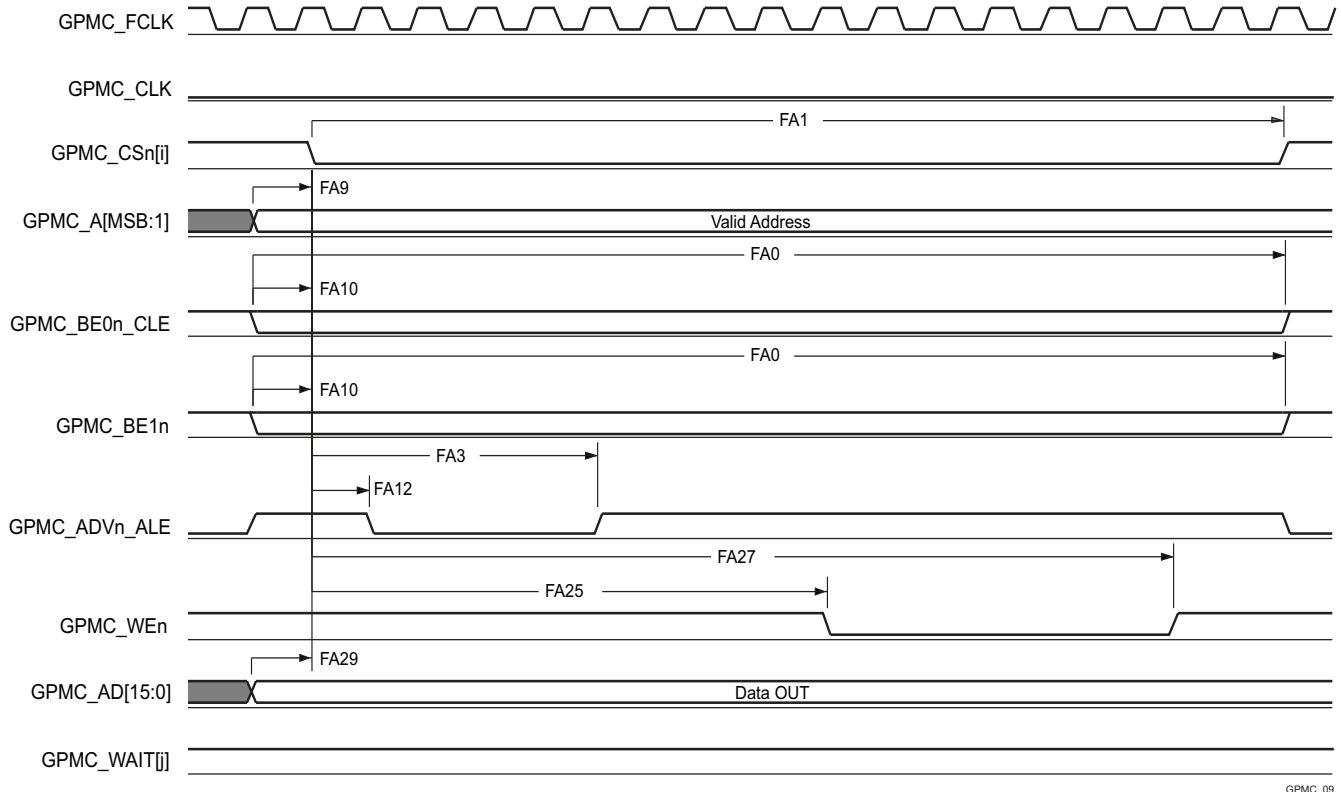 GPMC_FCLK
GPMC_CLK
FA1
GPMC_CSn[i]
FA9
GPMC_A[MSB:1]
Valid Address
FA0
FA10
GPMC_BE0n_CLE
FA0
FA10
GPMC_BE1n
FA3
FA12
GPMC_ADVn_ALE
FA27
FA25
GPMC_WEn
FA29
GPMC_AD[15:0]
Data OUT
GPMC_WAIT[j]
GPMC_09